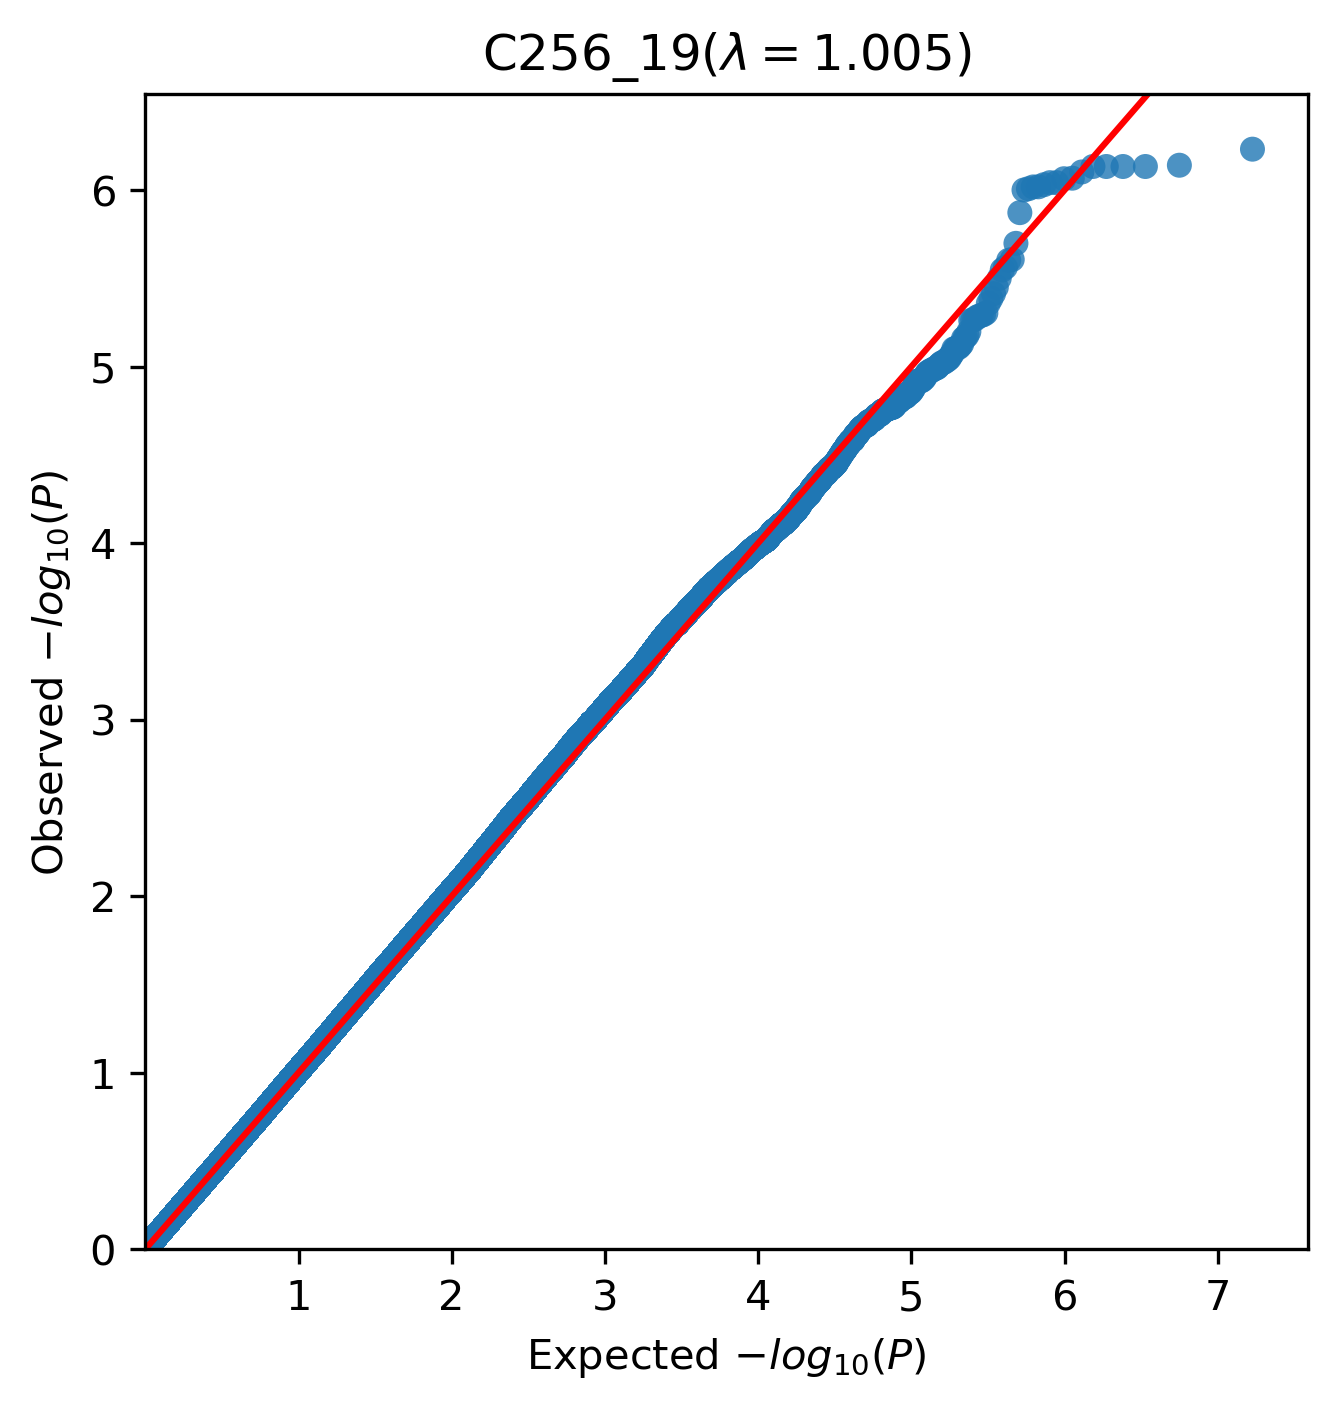 C256_19(λ = 1.005)
Observed −log₁₀(P)
6
5
4
3
2
1
0
1 2 3 4 5 6 7
Expected −log₁₀(P)